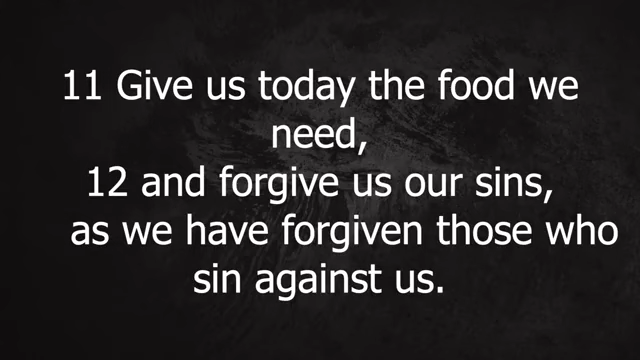 11 Give us today the food we
need,
12 and forgive us our sins,
as we have forgiven those who
sin against us.